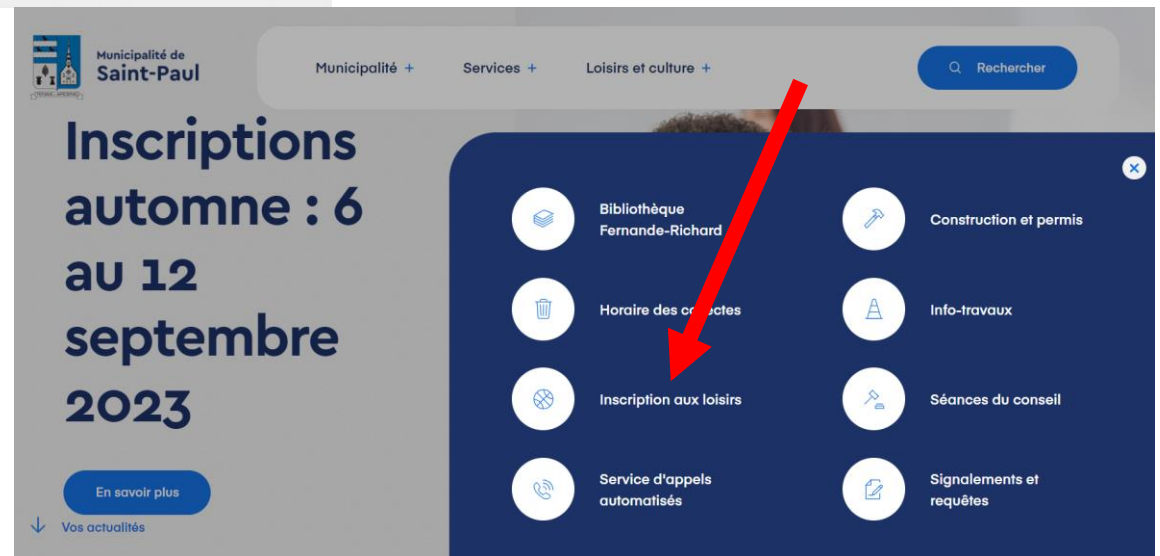 Municipalité de
Saint-Paul
Municipalité +
Services +
Loisirs et culture +
Rechercher
Inscriptions
automne : 6
au 12
septembre
2023
En savoir plus
Vos actualités
Bibliothèque
Fernande-Richard
Construction et permis
Horaire des
Info-travaux
Inscription aux loisirs
Séances du conseil
Service d'appels
automatisés
Signalements et
requêtes